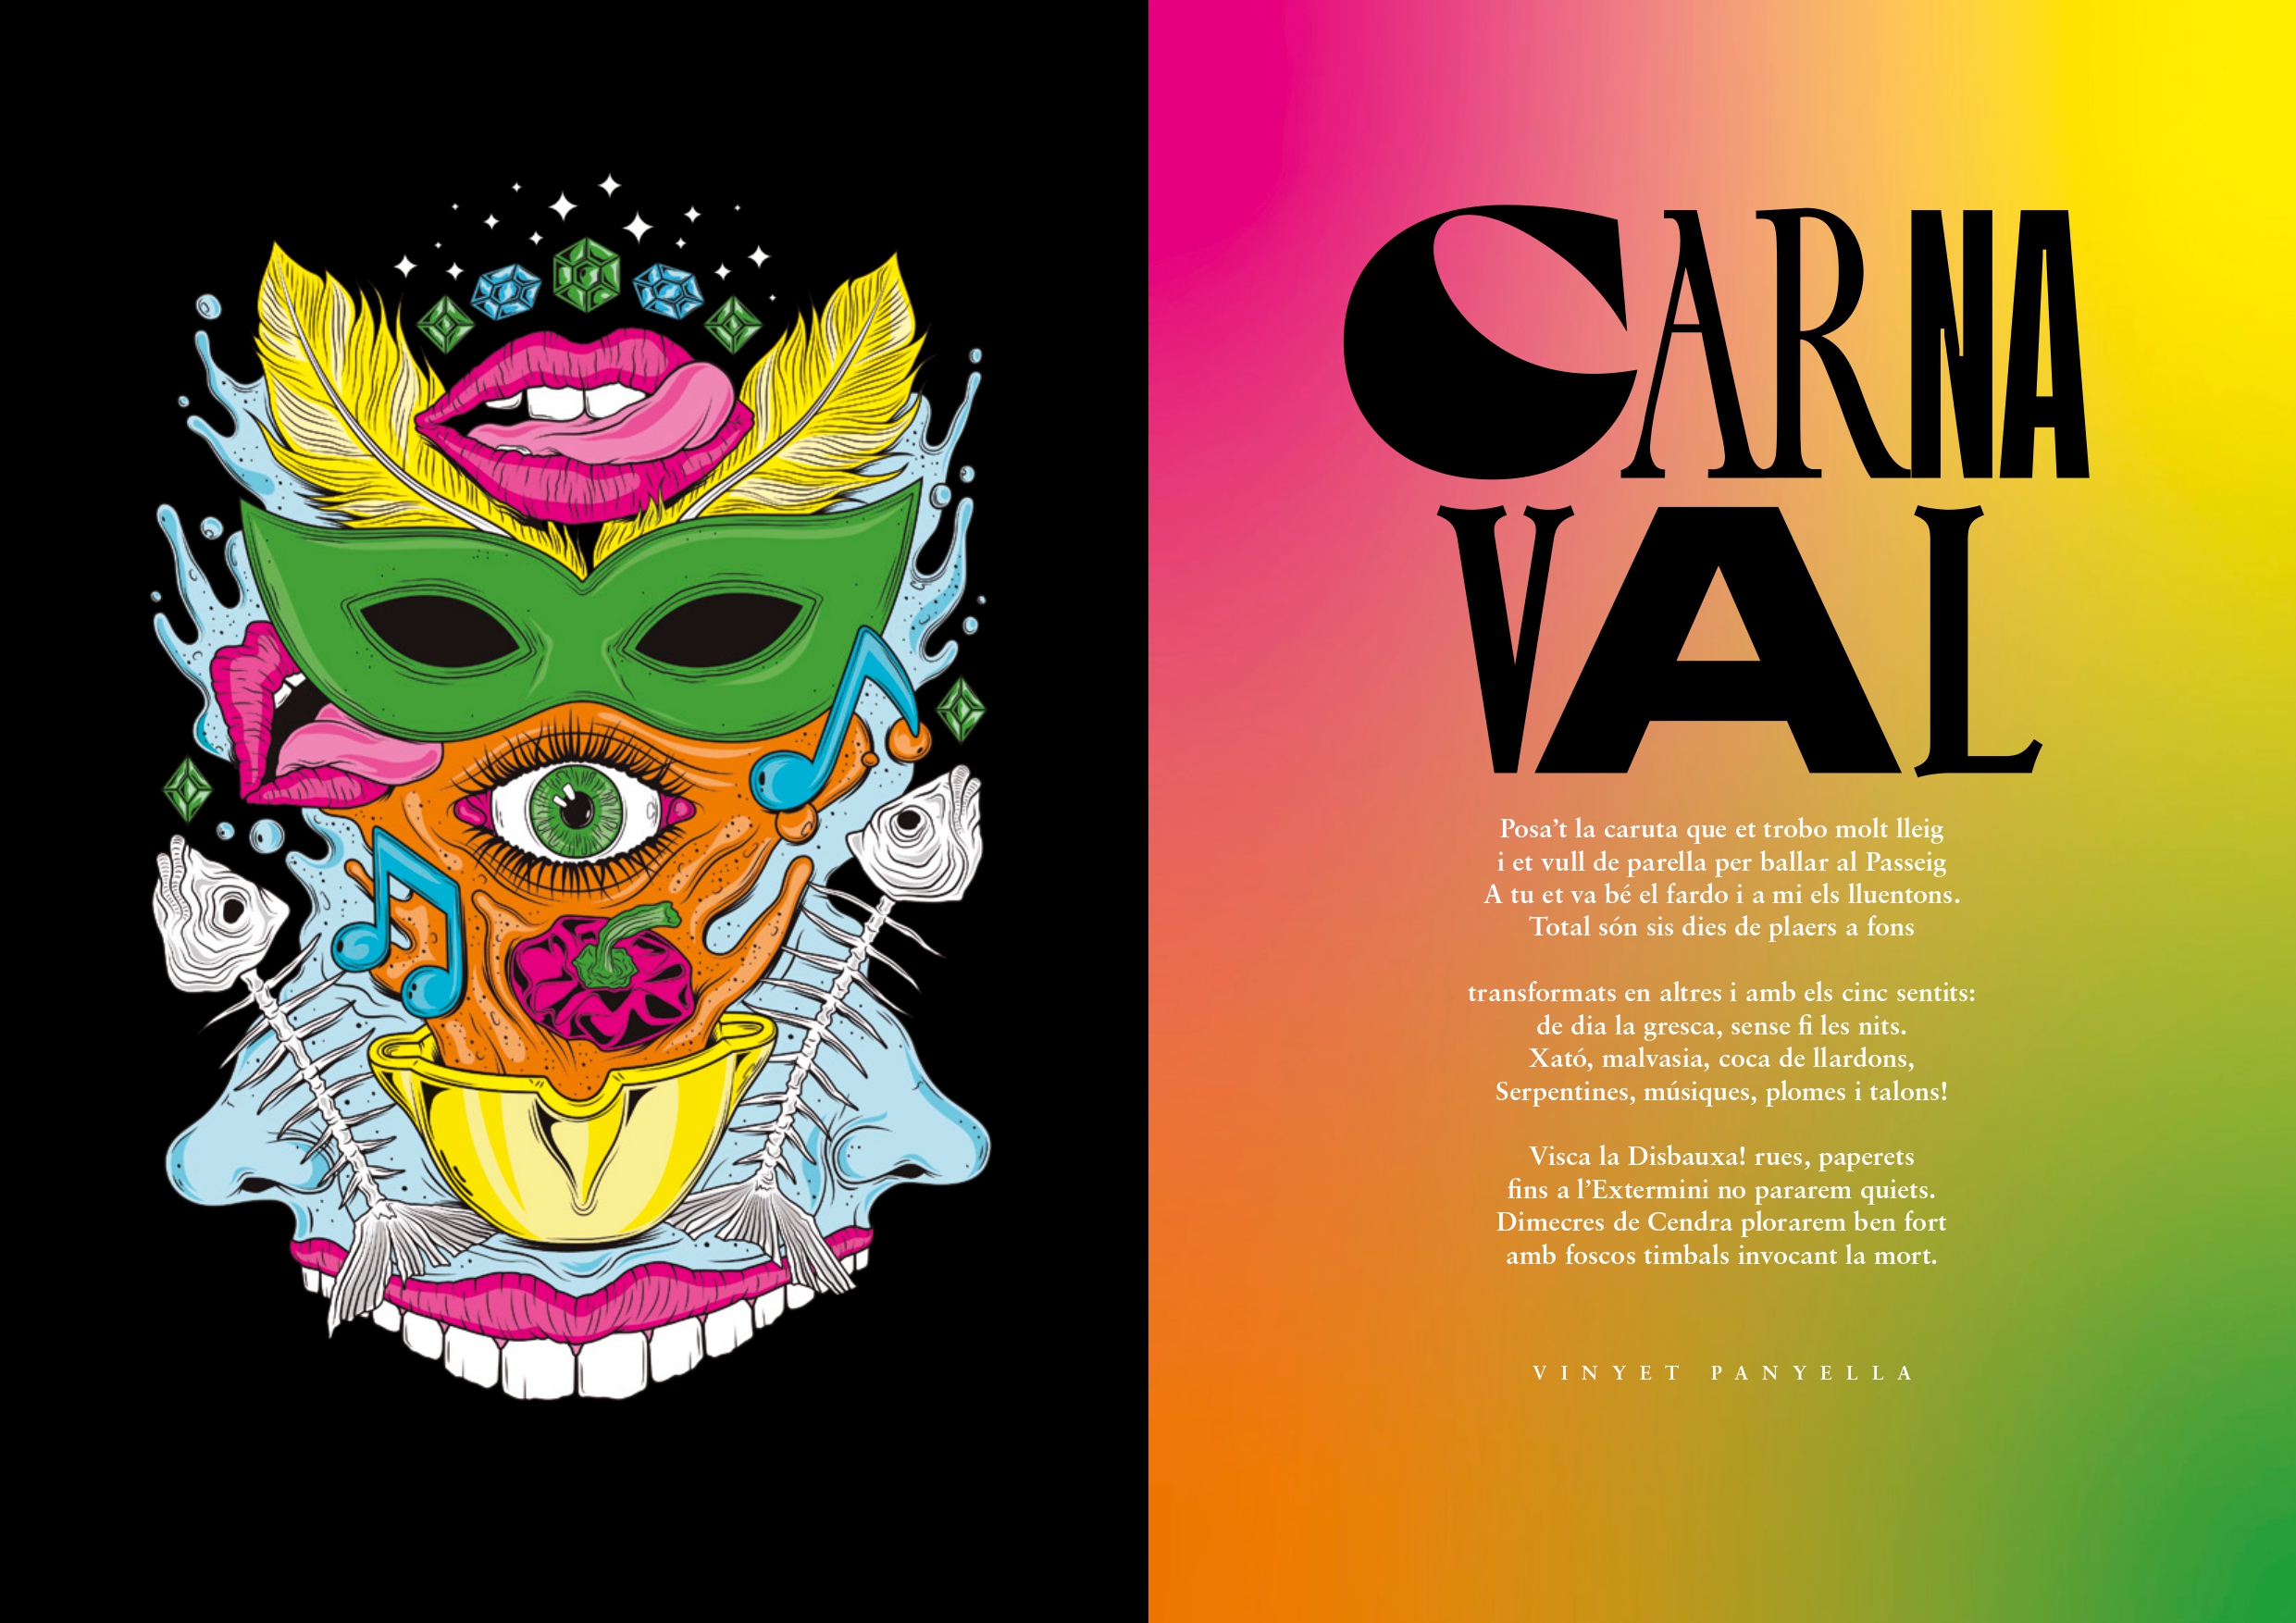 CARNA
VAL
Posa’t la caruta que et trobo molt lleig
i et vull de parella per ballar al Passeig
A tu et va bé el fardo i a mi els lluentons.
Total són sis dies de plaers a fons
transformats en altres i amb els cinc sentits:
de dia la gresca, sense fi les nits.
Xató, malvasia, coca de llardons,
Serpentines, músiques, plomes i talons!
Visca la Disbauxa! rues, paperets
fins a l’Extermini no pararem quiets.
Dimecres de Cendra plorarem ben fort
amb foscos timbals invocant la mort.
VINYET PANYELLA